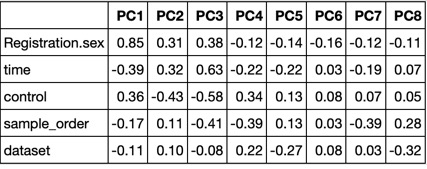 PC1 PC2 PC3 PC4 PC5 PC6 PC7 PC8
Registration.sex 0.85 0.31 0.38 -0.12 -0.14 -0.16 -0.12 -0.11
time -0.39 0.32 0.63 -0.22 -0.22 0.03 -0.19 0.07
control 0.36 -0.43 -0.58 0.34 0.13 0.08 0.07 0.05
sample_order -0.17 0.11 -0.41 -0.39 0.13 0.03 -0.39 0.28
dataset -0.11 0.10 -0.08 0.22 -0.27 0.08 0.03 -0.32